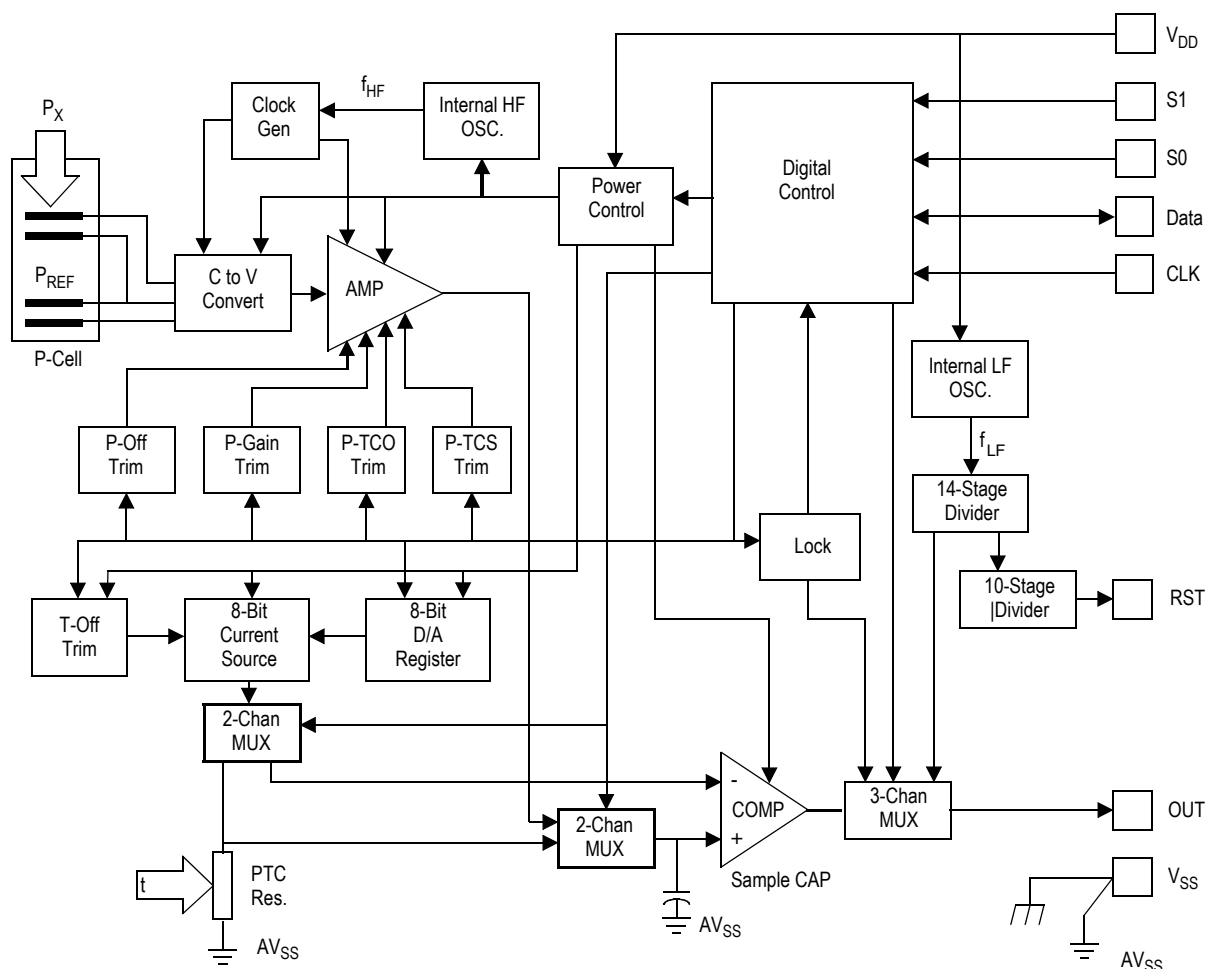 V_DD
f_HF
Clock
Gen
Internal HF
OSC.
S1
P_X
S0
Digital
Control
Power
Control
Data
P_REF
C to V
Convert
AMP
CLK
P-Cell
Internal LF
OSC.
P-Off
Trim
P-Gain
Trim
P-TCO
Trim
P-TCS
Trim
f_LF
14-Stage
Divider
Lock
10-Stage
|Divider
RST
T-Off
Trim
8-Bit
Current
Source
8-Bit
D/A
Register
2-Chan
MUX
-
COMP
+
3-Chan
MUX
OUT
2-Chan
MUX
Sample CAP
t
PTC
Res.
V_SS
AV_SS
AV_SS
AV_SS